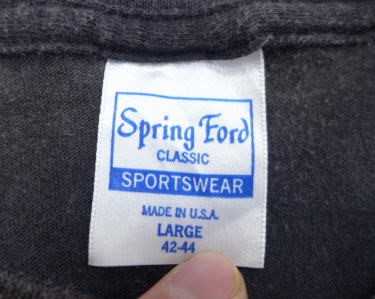 Spring Ford
CLASSIC
SPORTSWEAR
MADE IN U.S.A.
LARGE
42-44